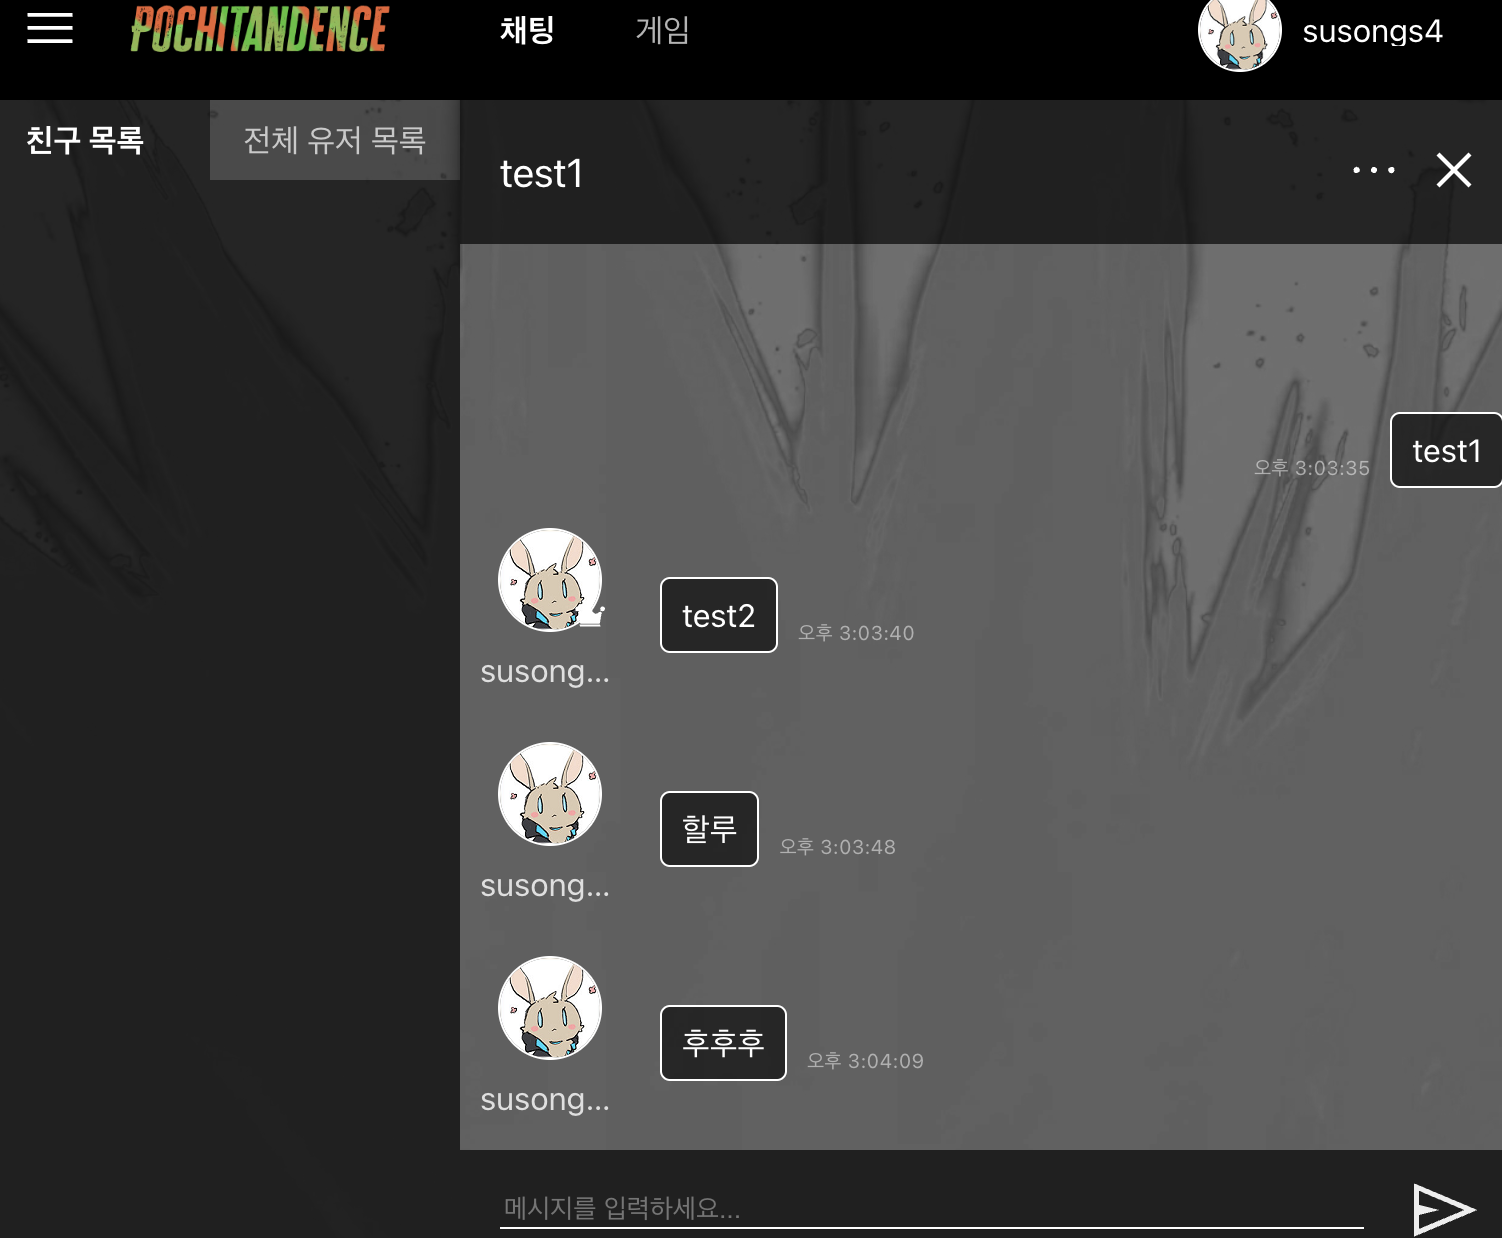 POCHITANDENCE
채팅 게임
susongs4
친구 목록
전체 유저 목록
test1
...
test1
오후 3:03:35
test2
오후 3:03:40
susong...
할루
오후 3:03:48
susong...
후후후
오후 3:04:09
susong...
메시지를 입력하세요...